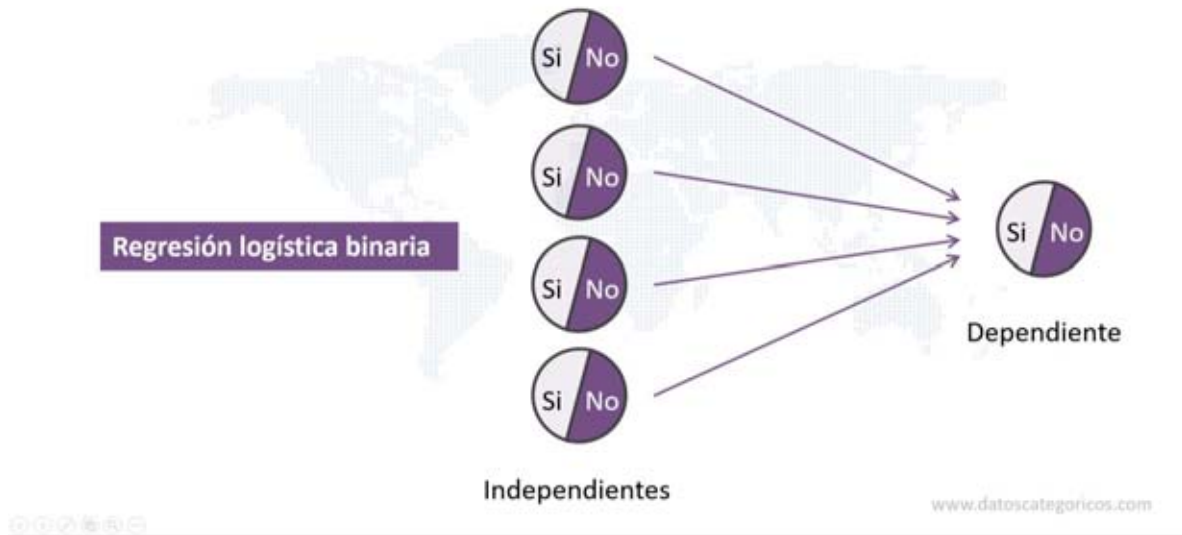 Si No
Si No
Regresión logística binaria
Si No
Si No
Independientes
Si No
Dependiente
www.datoscategoricos.com